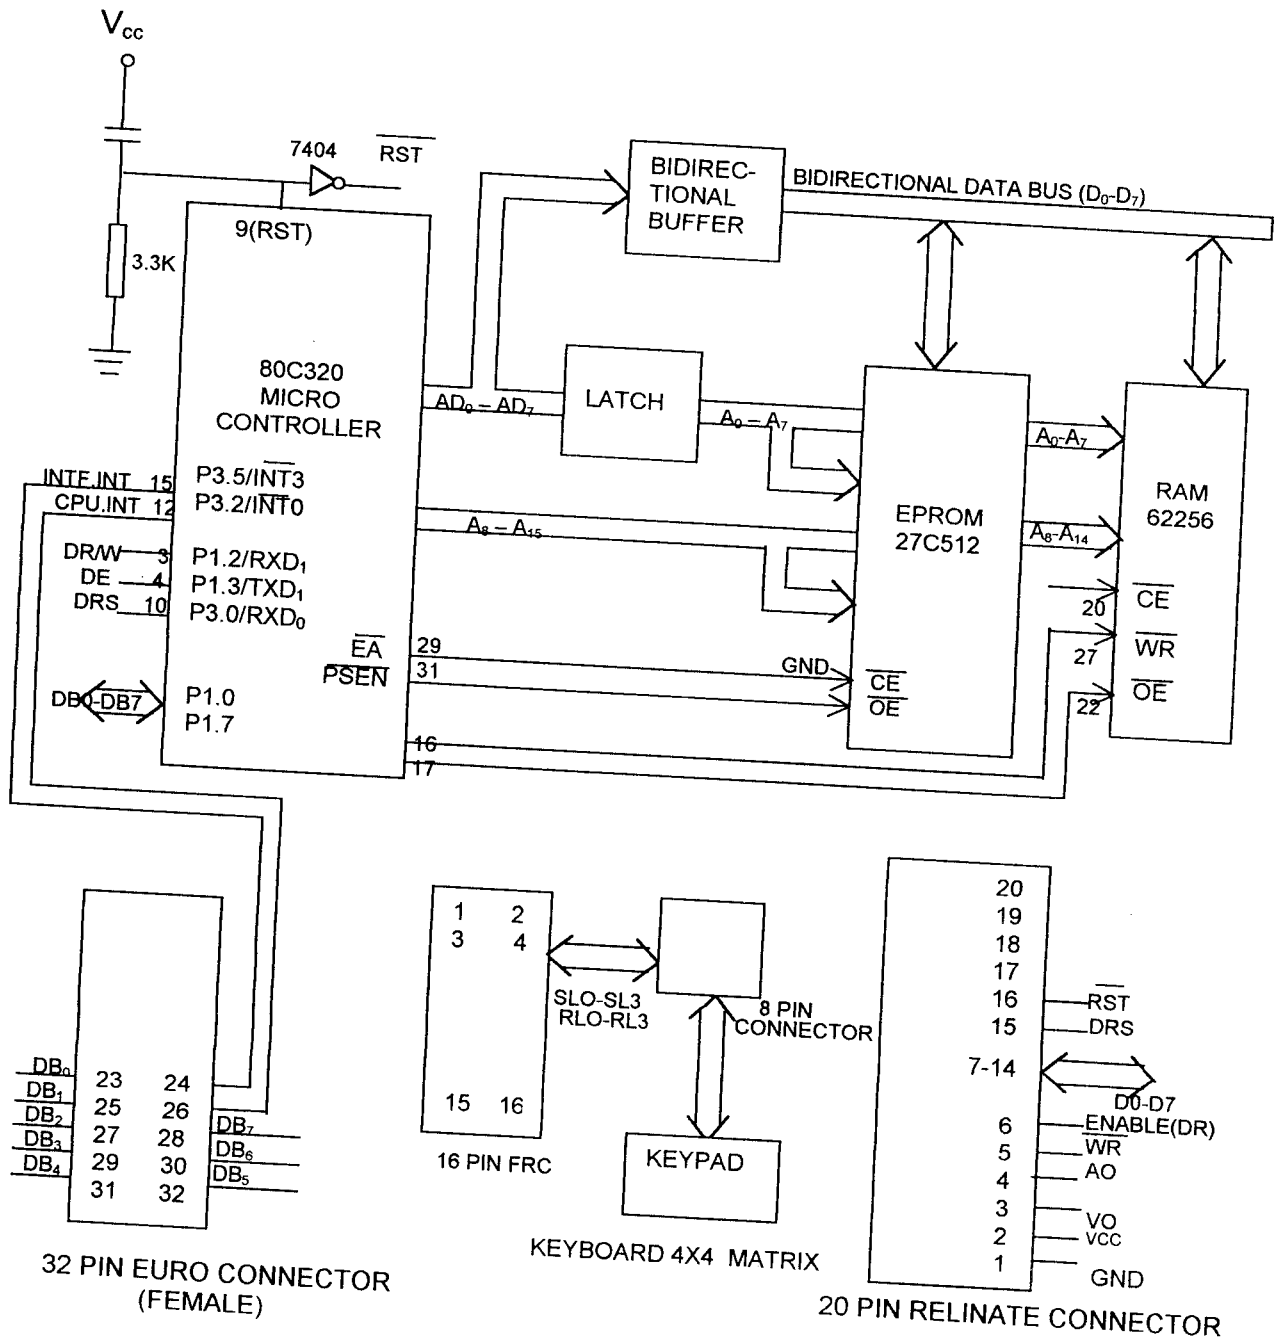 Vcc
7404
RST
9(RST)
3.3K
80C320
MICRO
CONTROLLER
BIDIREC-
TIONAL
BUFFER
BIDIRECTIONAL DATA BUS (D0-D7)
AD0 – AD7
LATCH
A0 – A7
A8 – A15
EPROM
27C512
A0-A7
A8-A14
RAM
62256
CE
20
WR
27
OE
22
INTF.INT 15 P3.5/INT3
CPU.INT 12 P3.2/INT0
DR/W 3 P1.2/RXD1
DE 4 P1.3/TXD1
DRS 10 P3.0/RXD0
EA 29
PSEN 31
GND
CE
OE
DB0-DB7
P1.0
P1.7
16
17
DB0 23 24
DB1 25 26
DB2 27 28 DB7
DB3 29 30 DB6
DB4 31 32 DB5
32 PIN EURO CONNECTOR
(FEMALE)
1 2
3 4
15 16
16 PIN FRC
SLO-SL3
RLO-RL3
8 PIN
CONNECTOR
KEYPAD
KEYBOARD 4X4 MATRIX
20
19
18
17
16 RST
15 DRS
7-14
D0-D7
6 ENABLE(DR)
5 WR
4 AO
3 VO
2 VCC
1 GND
20 PIN RELINATE CONNECTOR